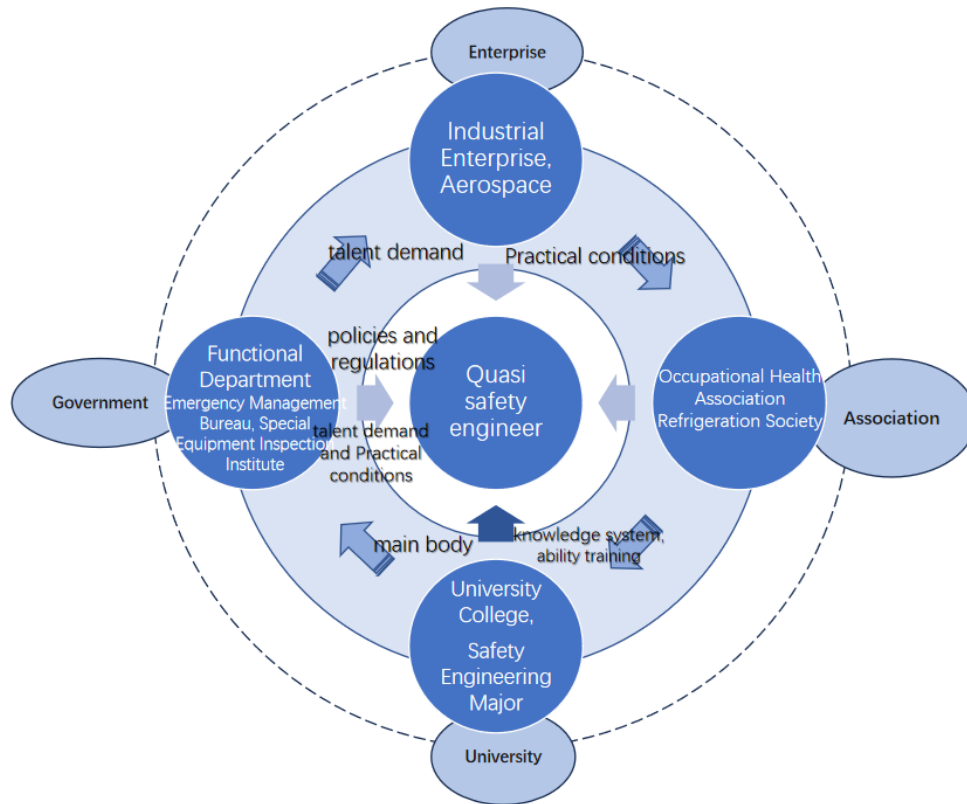 Enterprise
Industrial
Enterprise,
Aerospace
talent demand
Practical conditions
policies and
regulations
Functional
Department
Emergency Management
Bureau, Special
Equipment Inspection
Institute
Government
talent demand
and Practical
conditions
Quasi
safety
engineer
Occupational Health
Association
Refrigeration Society
Association
main body
knowledge system,
ability training
University
College,
Safety
Engineering
Major
University